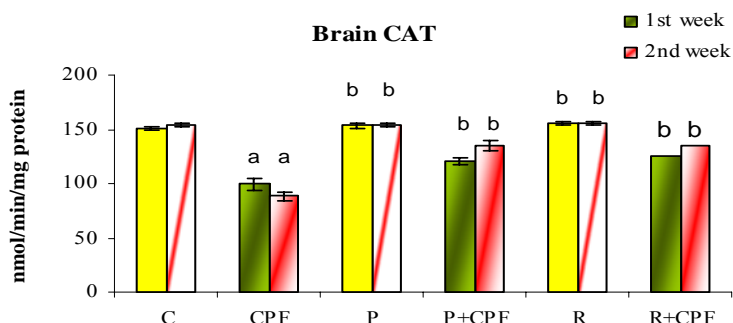 Brain CAT
1st week
2nd week
nmol/min/mg protein
200
150
100
50
0
b b
b b
a a
b b
b b
C CPF P P+CPF R R+CPF